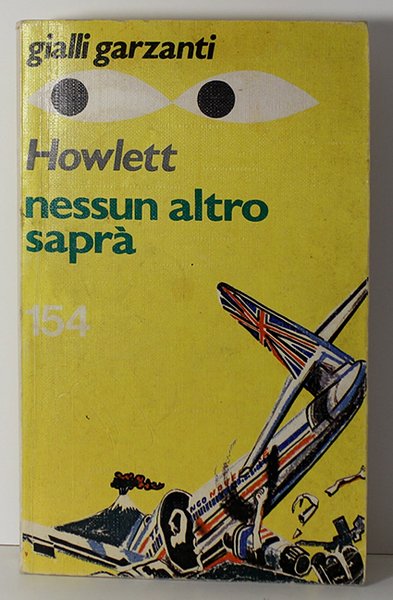 gialli garzanti
Howlett
nessun altro
saprà
154